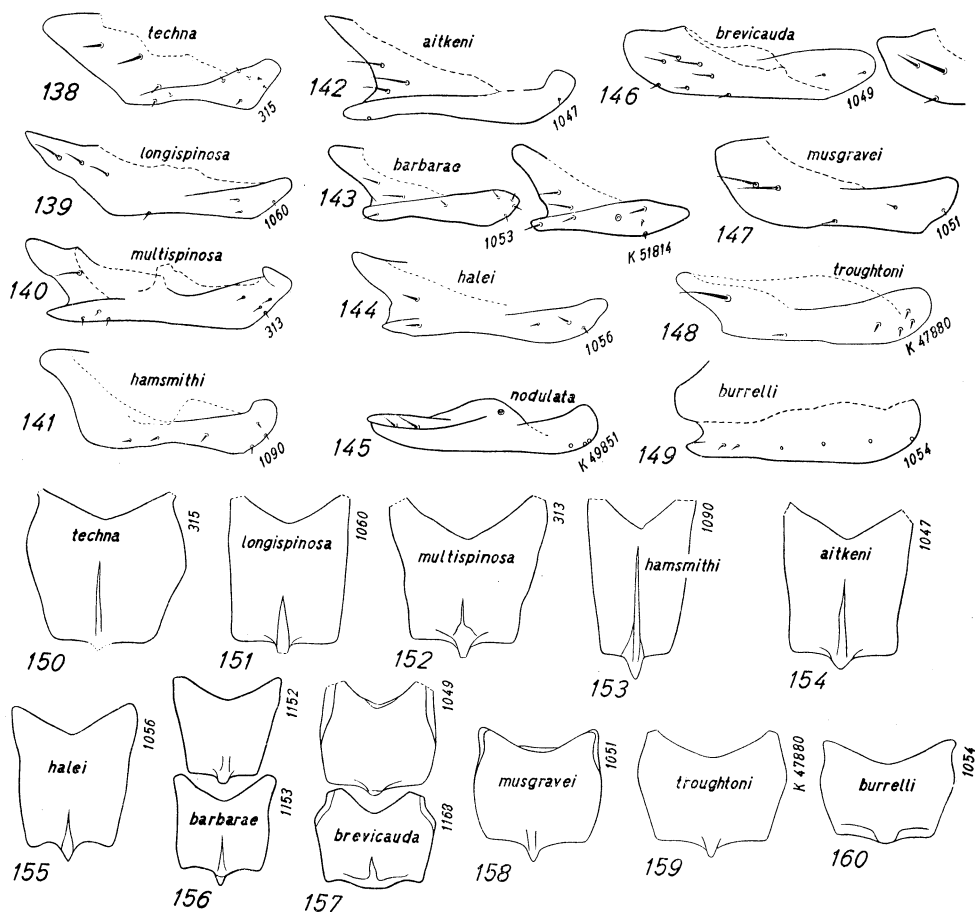 techna
138
315
aitkeni
142
1047
brevicauda
146
1049
longispinosa
139
1060
barbarae
143
1053
K 51814
musgravei
147
1051
multispinosa
140
313
halei
144
1056
troughtoni
148
K 47880
hamsmithi
141
1090
nodulata
145
K 49851
burrelli
149
1054
techna
315
150
longispinosa
1060
151
multispinosa
313
152
hamsmithi
1090
153
aitkeni
1047
154
halei
1056
155
1152
barbarae
1153
156
1049
brevicauda
1168
157
musgravei
1051
158
troughtoni
K 47880
159
burrelli
1054
160